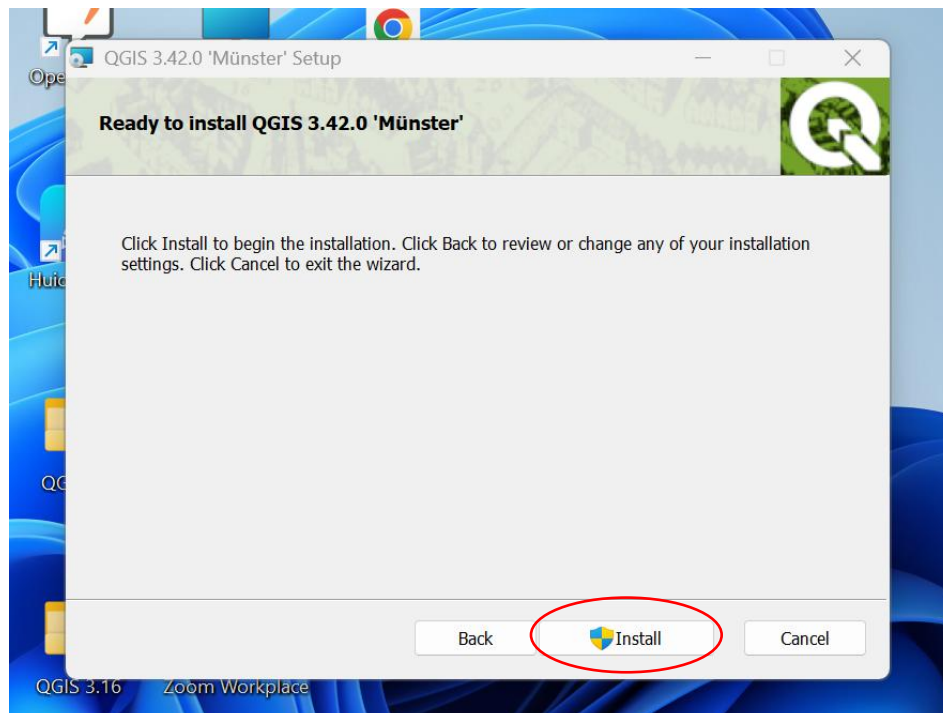 Ope
QGIS 3.42.0 'Münster' Setup
Ready to install QGIS 3.42.0 'Münster'
Click Install to begin the installation. Click Back to review or change any of your installation
settings. Click Cancel to exit the wizard.
Huic
QG
Back
Install
Cancel
QGIS 3.16
Zoom Workplace